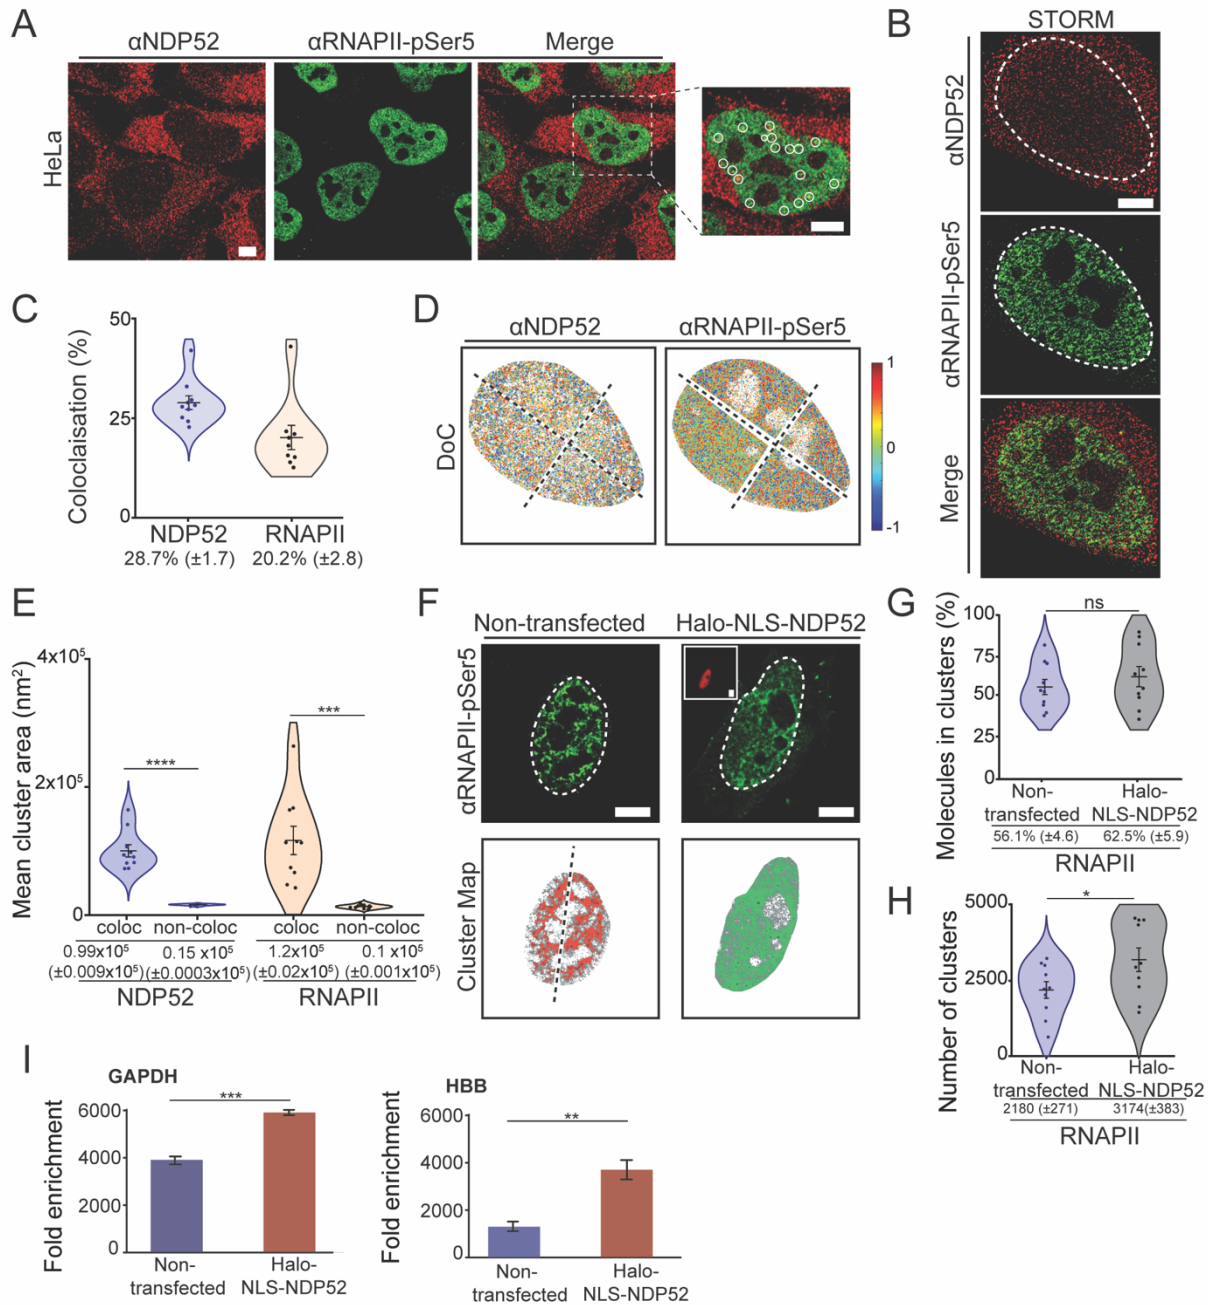 A
αNDP52
αRNAPII-pSer5
Merge
HeLa
B
STORM
αNDP52
αRNAPII-pSer5
Merge
C
Coloclaisation (%)
50
25
0
NDP52
RNAPII
28.7% (±1.7)
20.2% (±2.8)
D
αNDP52
αRNAPII-pSer5
DoC
1
0
-1
E
Mean cluster area (nm²)
4x10⁵
2x10⁵
0
****
***
coloc
non-coloc
coloc
non-coloc
0.99x10⁵
0.15 x10⁵
1.2x10⁵
0.1 x10⁵
(±0.009x10⁵)
(±0.0003x10⁵)
(±0.02x10⁵)
(±0.001x10⁵)
NDP52
RNAPII
F
Non-transfected
Halo-NLS-NDP52
αRNAPII-pSer5
Cluster Map
G
Molecules in clusters (%)
100
75
50
25
0
ns
Non-
transfected
Halo-
NLS-NDP52
56.1% (±4.6)
62.5% (±5.9)
RNAPII
H
Number of clusters
5000
2500
0
*
Non-
transfected
Halo-
NLS-NDP52
2180 (±271)
3174(±383)
RNAPII
I
GAPDH
Fold enrichment
6000
4000
2000
0
***
Non-
transfected
Halo-
NLS-NDP52
HBB
Fold enrichment
6000
4000
2000
0
**
Non-
transfected
Halo-
NLS-NDP52